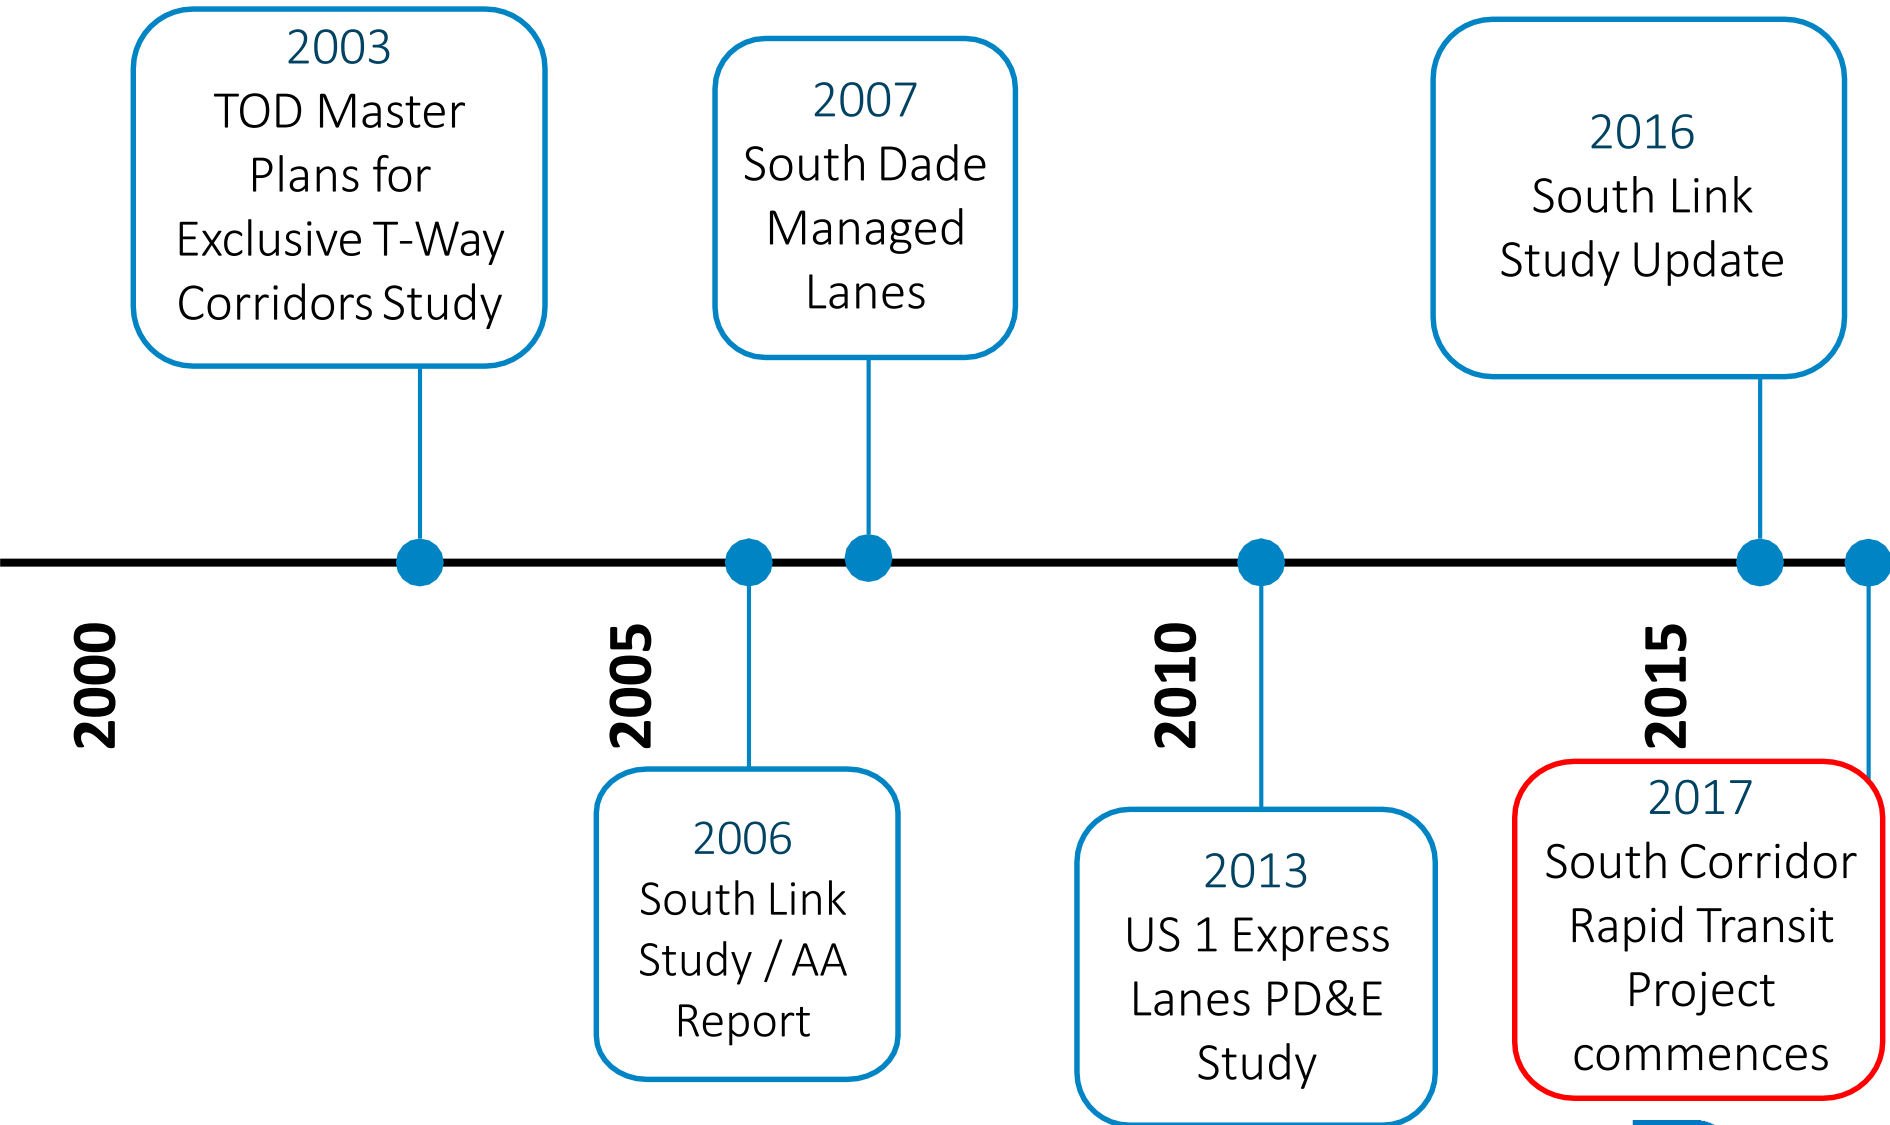 2003
TOD Master
Plans for
Exclusive T-Way
Corridors Study
2007
South Dade
Managed
Lanes
2016
South Link
Study Update
2000
2005
2010
2015
2006
South Link
Study / AA
Report
2013
US 1 Express
Lanes PD&E
Study
2017
South Corridor
Rapid Transit
Project
commences